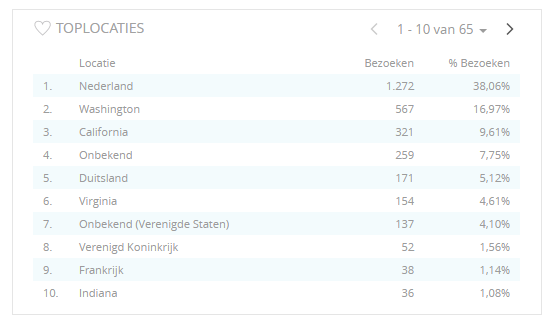 TOPLOCATIES 1 - 10 van 65
Locatie Bezoeken % Bezoeken
1. Nederland 1.272 38,06%
2. Washington 567 16,97%
3. California 321 9,61%
4. Onbekend 259 7,75%
5. Duitsland 171 5,12%
6. Virginia 154 4,61%
7. Onbekend (Verenigde Staten) 137 4,10%
8. Verenigd Koninkrijk 52 1,56%
9. Frankrijk 38 1,14%
10. Indiana 36 1,08%